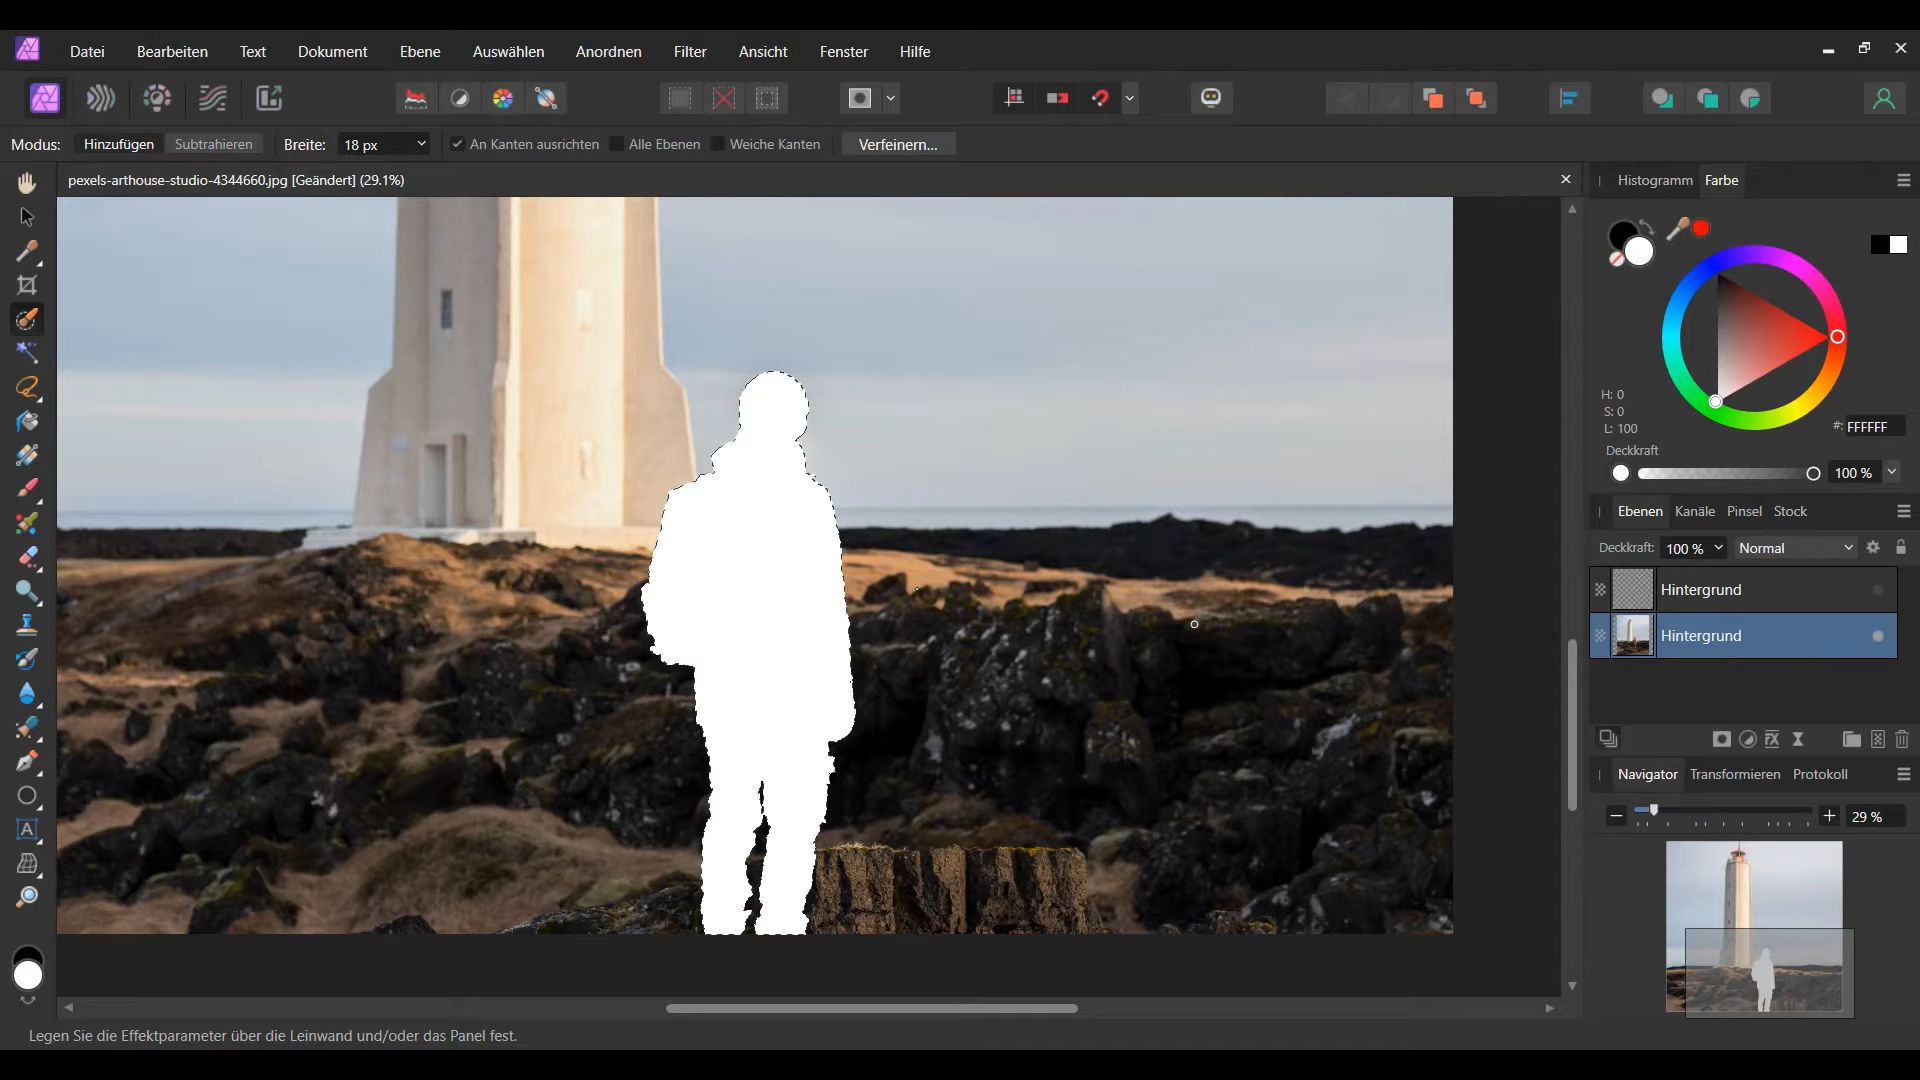 Datei Bearbeiten Text Dokument Ebene Auswählen Anordnen Filter Ansicht Fenster Hilfe
Modus: Hinzufügen Subtrahieren Breite: 18 px An Kanten ausrichten Alle Ebenen Weiche Kanten Verfeinern...
pexels-arthouse-studio-4344660.jpg [Geändert] (29.1%)
Histogramm Farbe
H: 0
S: 0
L: 100
#: FFFFFF
Deckkraft
100 %
Ebenen Kanäle Pinsel Stock
Deckkraft: 100 % Normal
Hintergrund
Hintergrund
Navigator Transformieren Protokoll
29 %
Legen Sie die Effektparameter über die Leinwand und/oder das Panel fest.